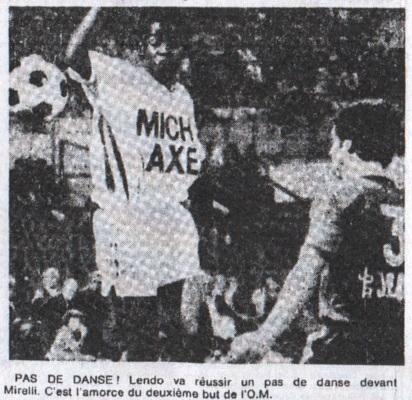 MICH
AXE
3
PAS DE DANSE! Lendo va réussir un pas de danse devant
Mirelli. C'est l'amorce du deuxième but de l'O.M.